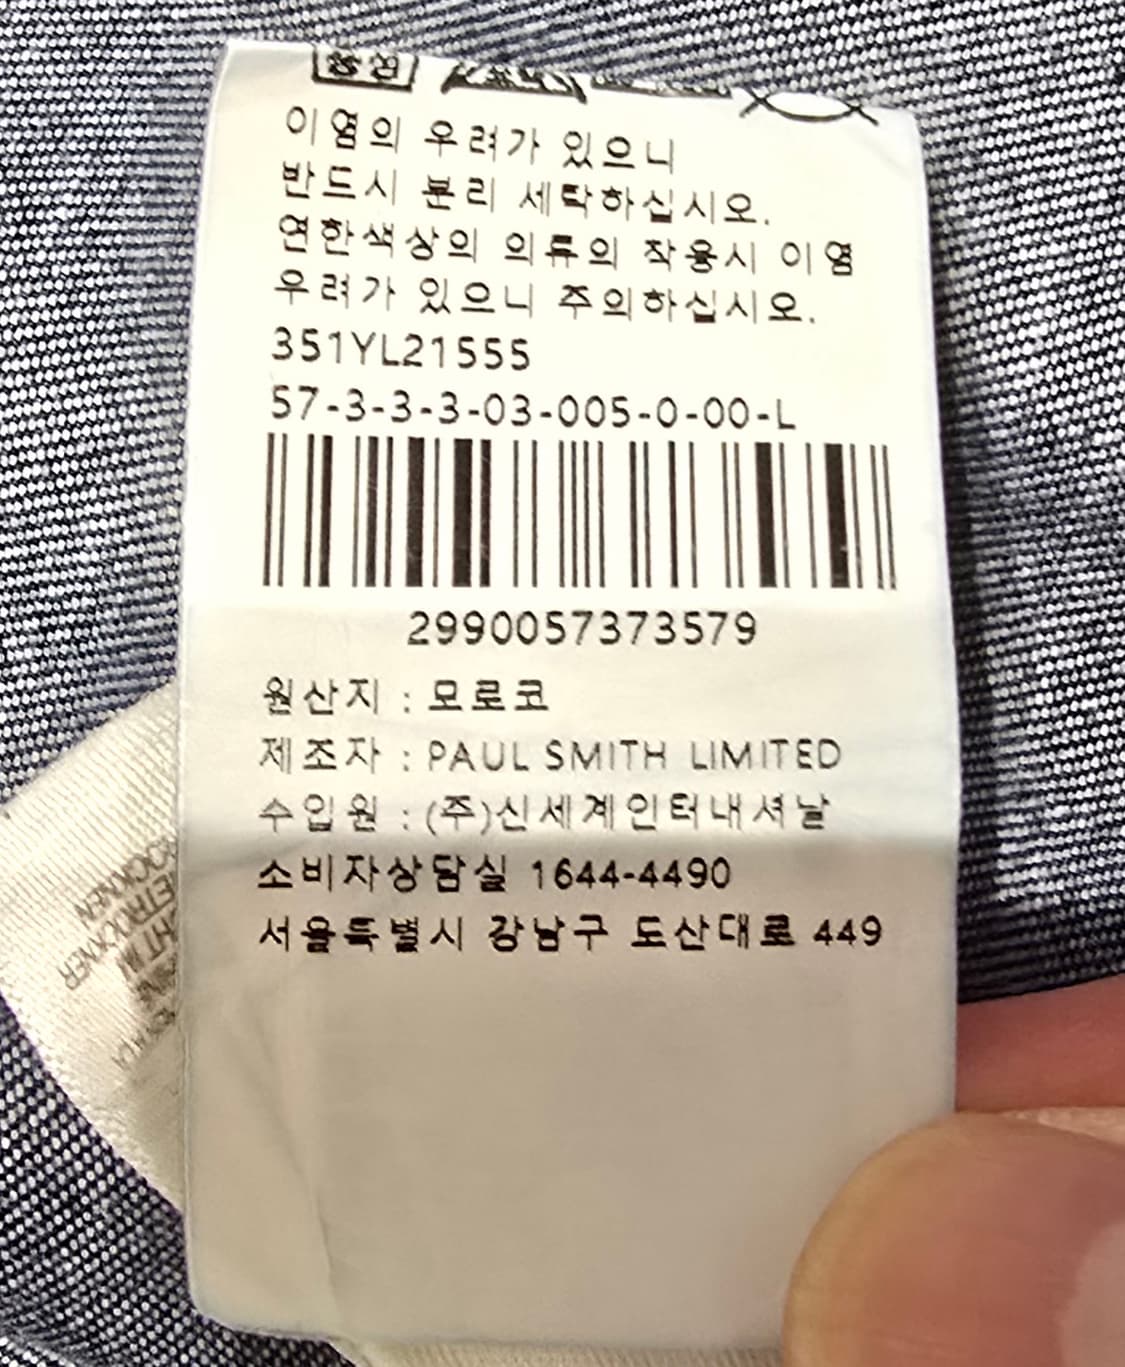 중성
이염의 우려가 있으니
반드시 분리 세탁하십시오.
연한색상의 의류의 착용시 이염
우려가 있으니 주의하십시오.
351YL21555
57-3-3-3-03-005-0-00-L
2990057373579
원산지 : 모로코
제조자 : PAUL SMITH LIMITED
수입원 : (주)신세계인터내셔날
소비자상담실 1644-4490
서울특별시 강남구 도산대로 449